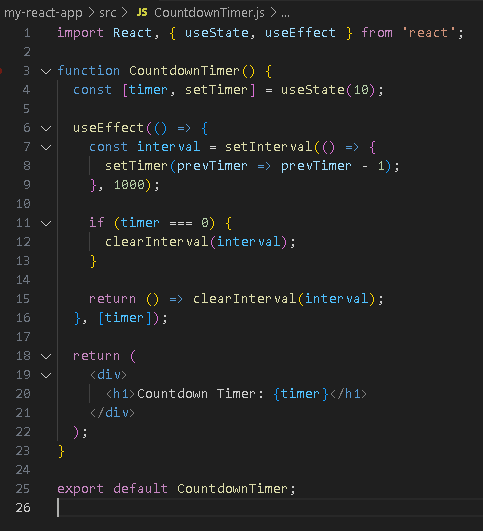 my-react-app > src > JS CountdownTimer.js > ...
1 import React, { useState, useEffect } from 'react';
2
3 function CountdownTimer() {
4   const [timer, setTimer] = useState(10);
5
6   useEffect(() => {
7     const interval = setInterval(() => {
8       setTimer(prevTimer => prevTimer - 1);
9     }, 1000);
10
11     if (timer === 0) {
12       clearInterval(interval);
13     }
14
15     return () => clearInterval(interval);
16   }, [timer]);
17
18   return (
19     <div>
20       <h1>Countdown Timer: {timer}</h1>
21     </div>
22   );
23 }
24
25 export default CountdownTimer;
26